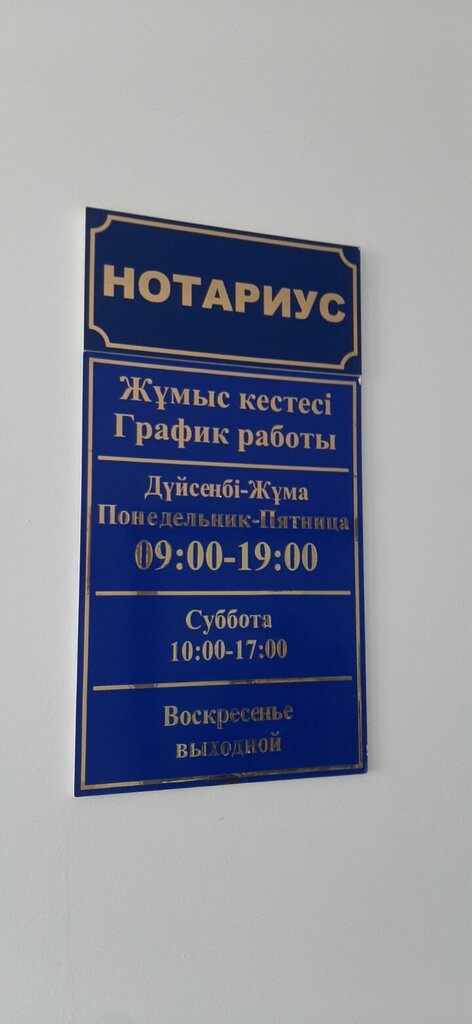 НОТАРИУС
Жұмыс кестесі
График работы
Дүйсенбі-Жұма
Понедельник-Пятница
09:00-19:00
Суббота
10:00-17:00
Воскресенье
выходной